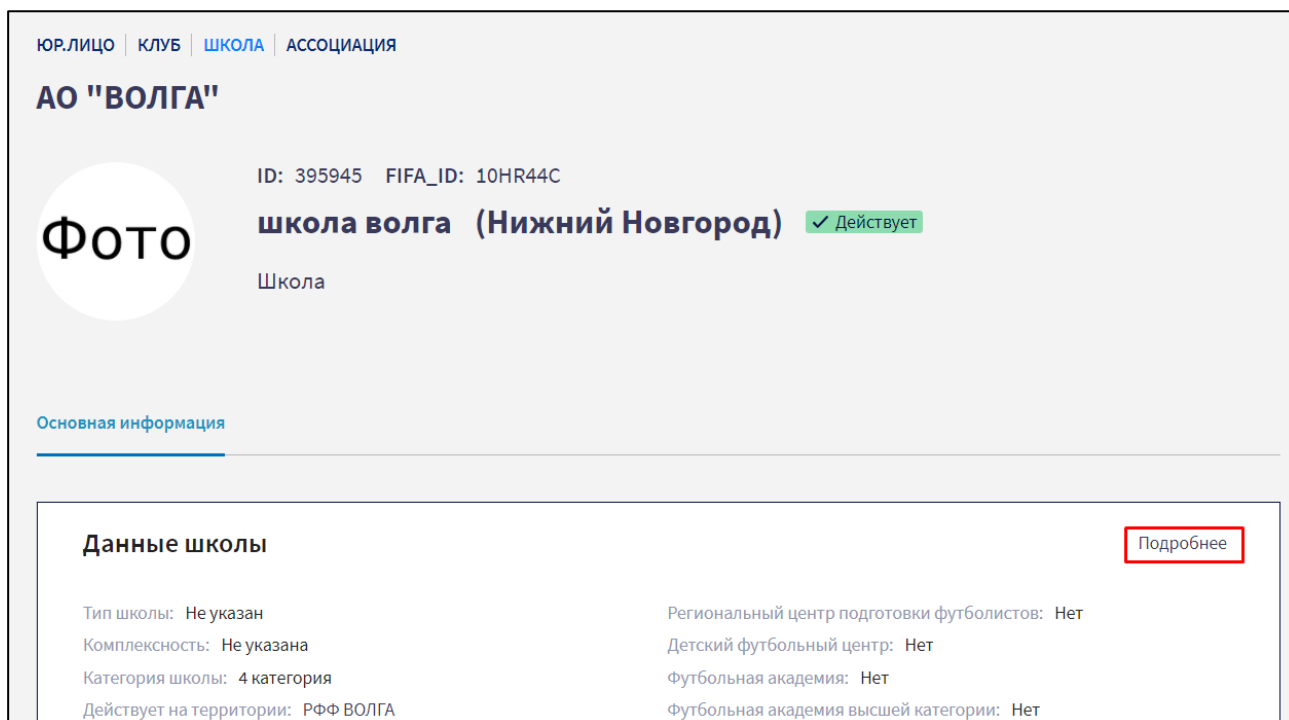 ЮР.ЛИЦО КЛУБ ШКОЛА АССОЦИАЦИЯ
АО "ВОЛГА"
Фото
ID: 395945 FIFA_ID: 10HR44C
школа волга (Нижний Новгород) Действует
Школа
Основная информация
Данные школы Подробнее
Тип школы: Не указан
Комплексность: Не указана
Категория школы: 4 категория
Действует на территории: РФФ ВОЛГА
Региональный центр подготовки футболистов: Нет
Детский футбольный центр: Нет
Футбольная академия: Нет
Футбольная академия высшей категории: Нет